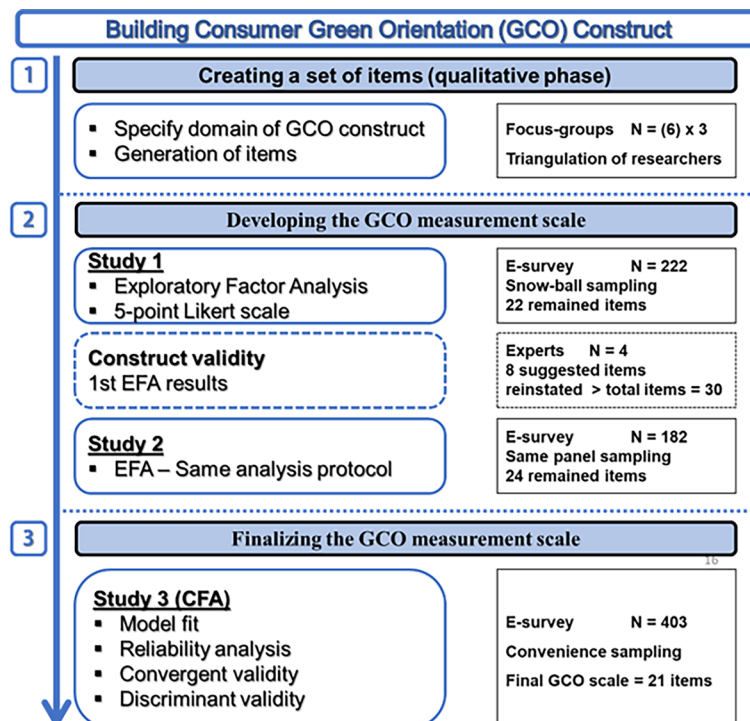 Building Consumer Green Orientation (GCO) Construct
1
Creating a set of items (qualitative phase)
▪ Specify domain of GCO construct
▪ Generation of items
Focus-groups N = (6) x 3
Triangulation of researchers
2
Developing the GCO measurement scale
Study 1
▪ Exploratory Factor Analysis
▪ 5-point Likert scale
E-survey N = 222
Snow-ball sampling
22 remained items
Construct validity
1st EFA results
Experts N = 4
8 suggested items
reinstated > total items = 30
Study 2
▪ EFA – Same analysis protocol
E-survey N = 182
Same panel sampling
24 remained items
3
Finalizing the GCO measurement scale
16
Study 3 (CFA)
▪ Model fit
▪ Reliability analysis
▪ Convergent validity
▪ Discriminant validity
E-survey N = 403
Convenience sampling
Final GCO scale = 21 items